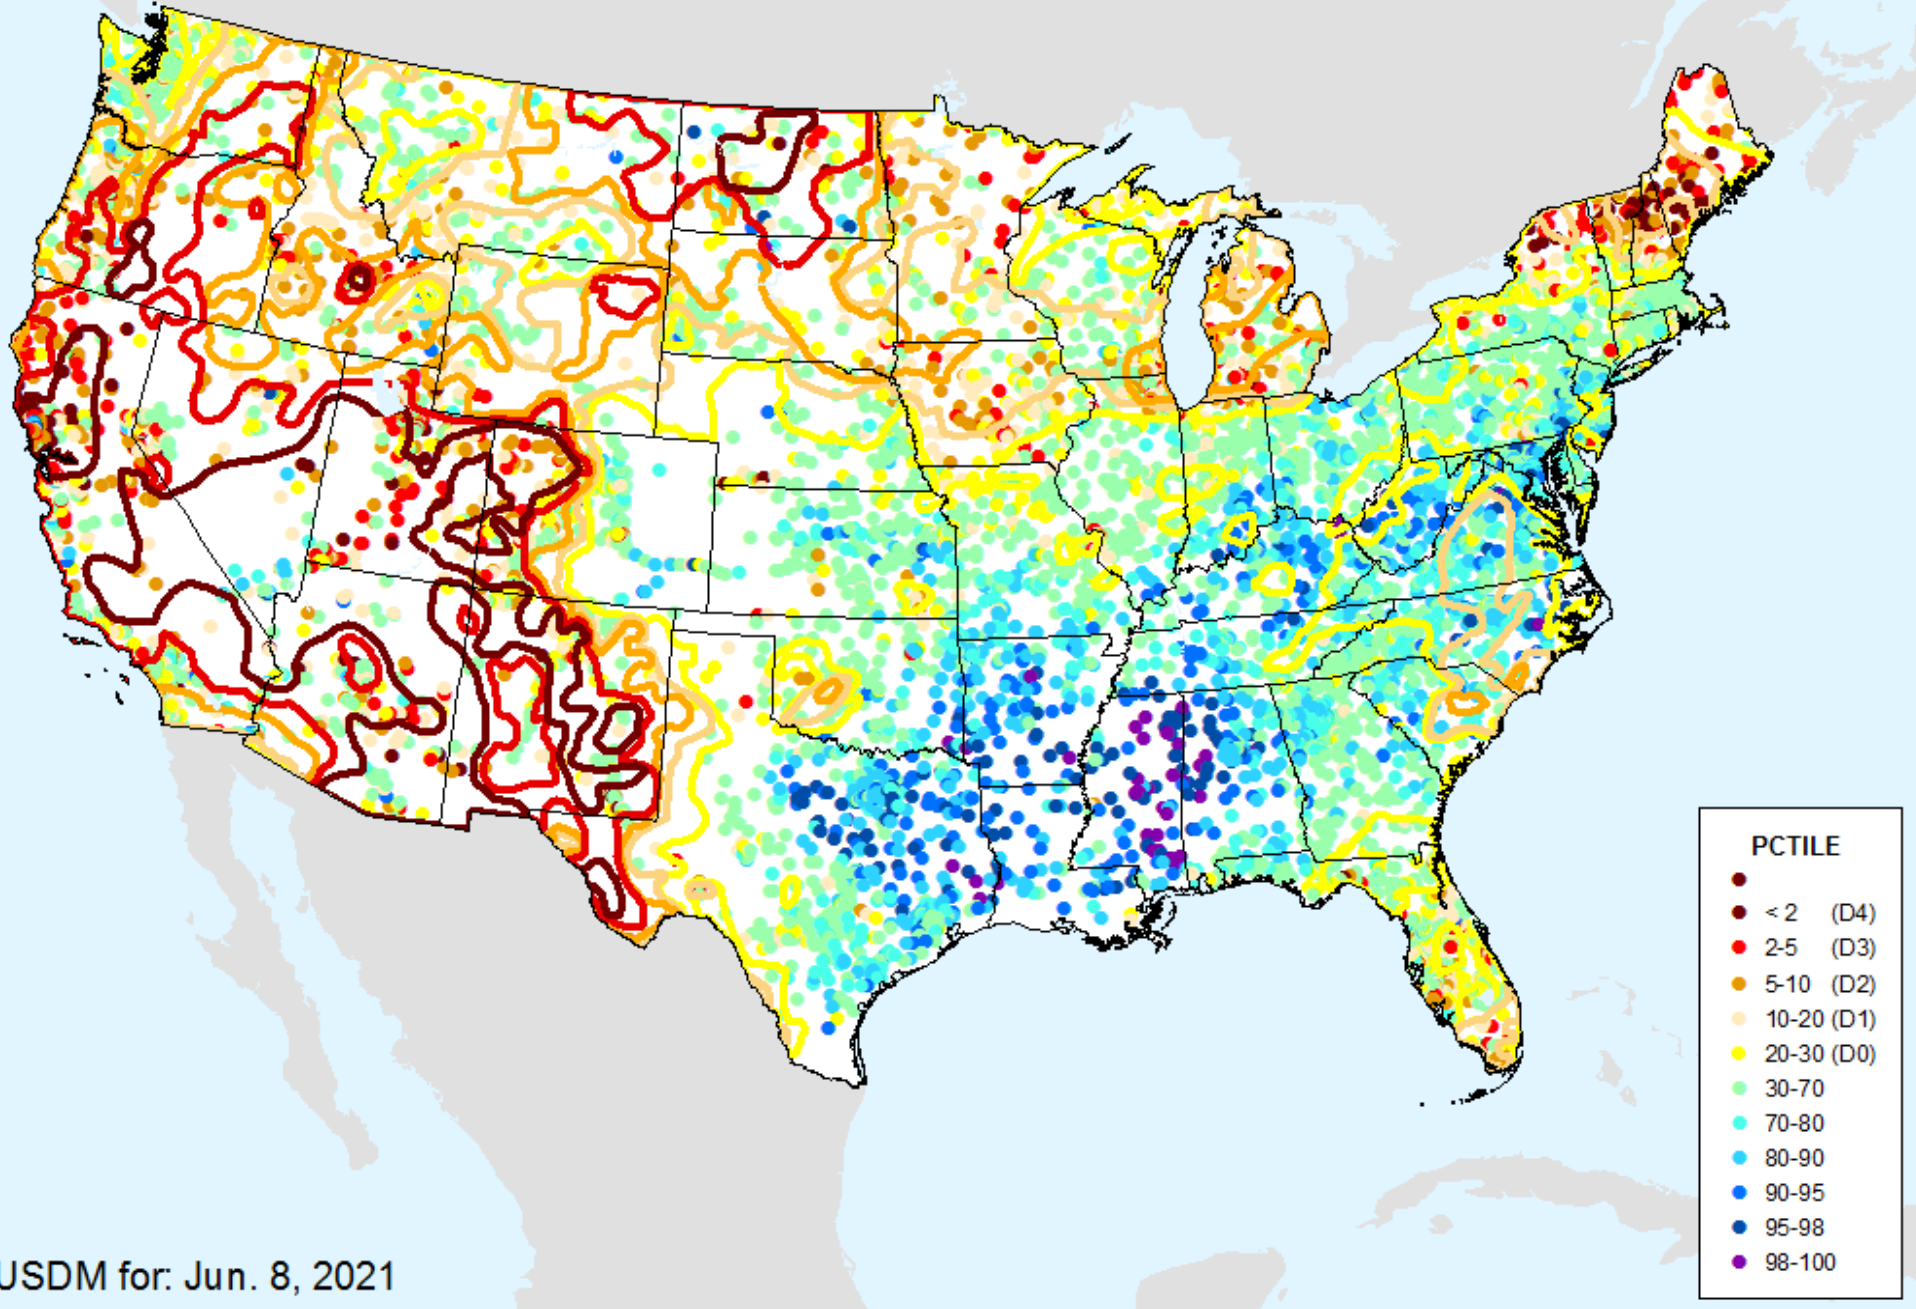 PCTILE
< 2 (D4)
2-5 (D3)
5-10 (D2)
10-20 (D1)
20-30 (D0)
30-70
70-80
80-90
90-95
95-98
98-100
USDM for: Jun. 8, 2021